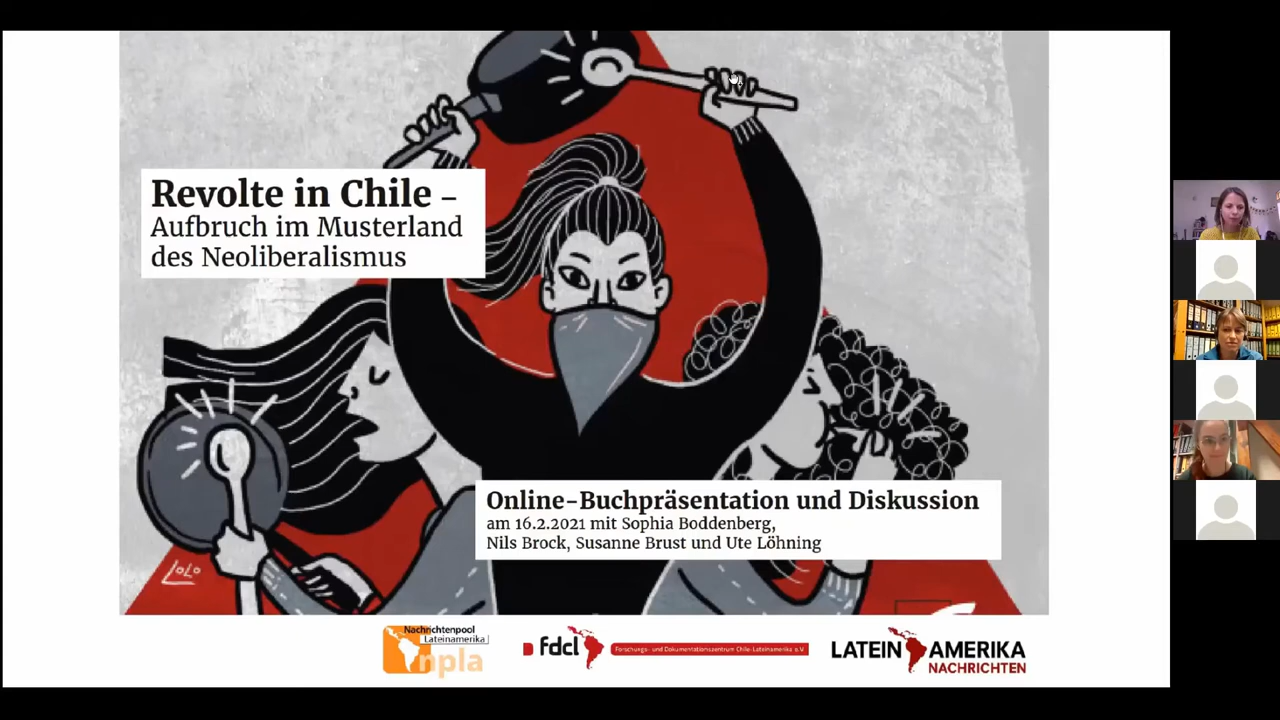 Revolte in Chile –
Aufbruch im Musterland
des Neoliberalismus
Online-Buchpräsentation und Diskussion
am 16.2.2021 mit Sophia Boddenberg,
Nils Brock, Susanne Brust und Ute Löhning
LoLo
Nachrichtenpool
Lateinamerika
npla
fdcl
Forschungs- und Dokumentationszentrum Chile-Lateinamerika e.V.
LATEIN AMERIKA
NACHRICHTEN